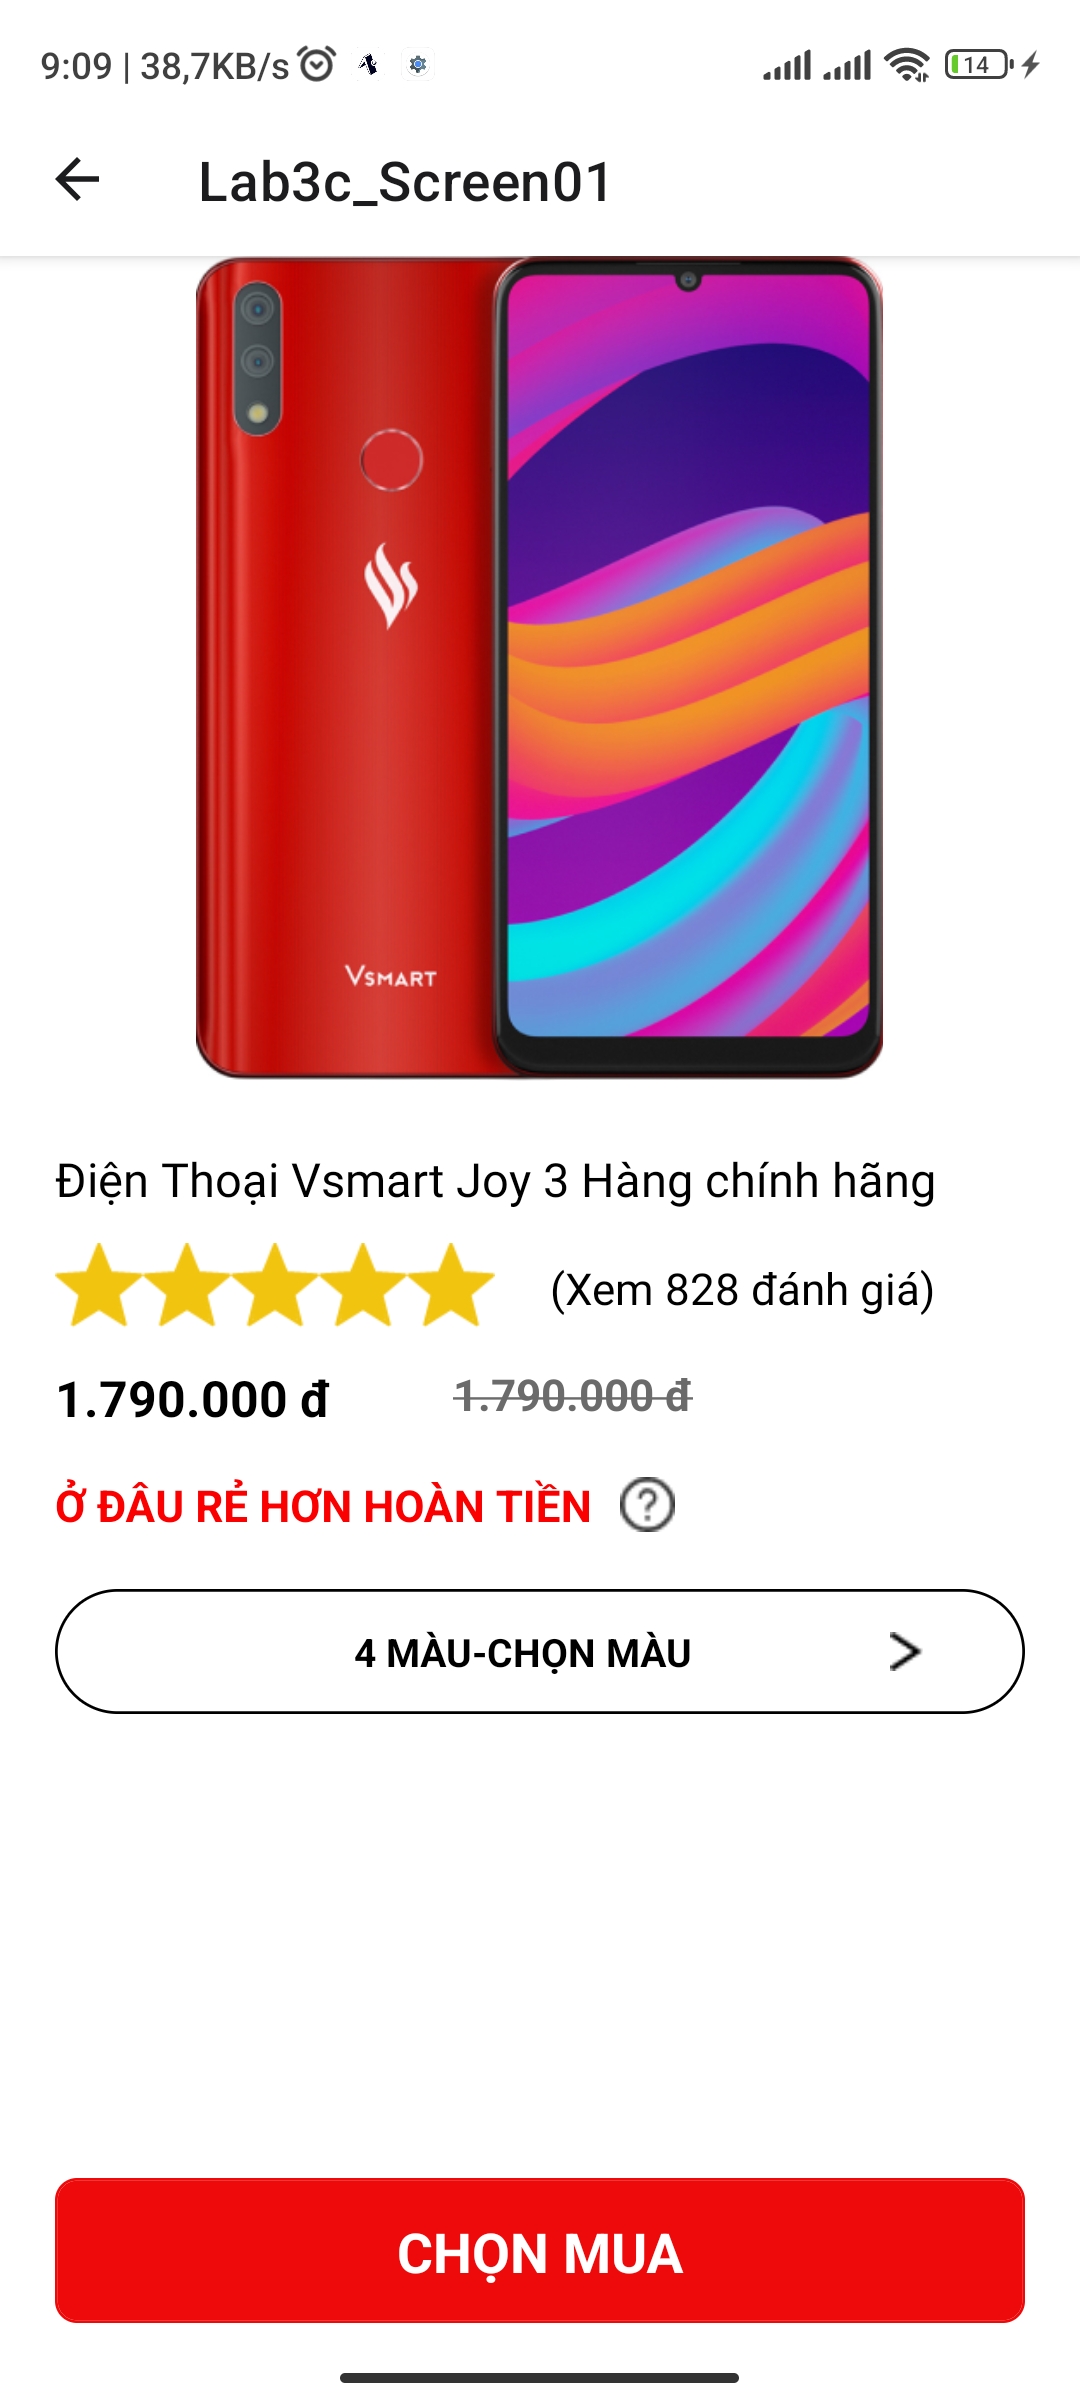 9:09 | 38,7KB/s 14
Lab3c_Screen01
VSMART
Điện Thoại Vsmart Joy 3 Hàng chính hãng
(Xem 828 đánh giá)
1.790.000 đ 1.790.000 đ
Ở ĐÂU RẺ HƠN HOÀN TIỀN ?
4 MÀU-CHỌN MÀU >
CHỌN MUA